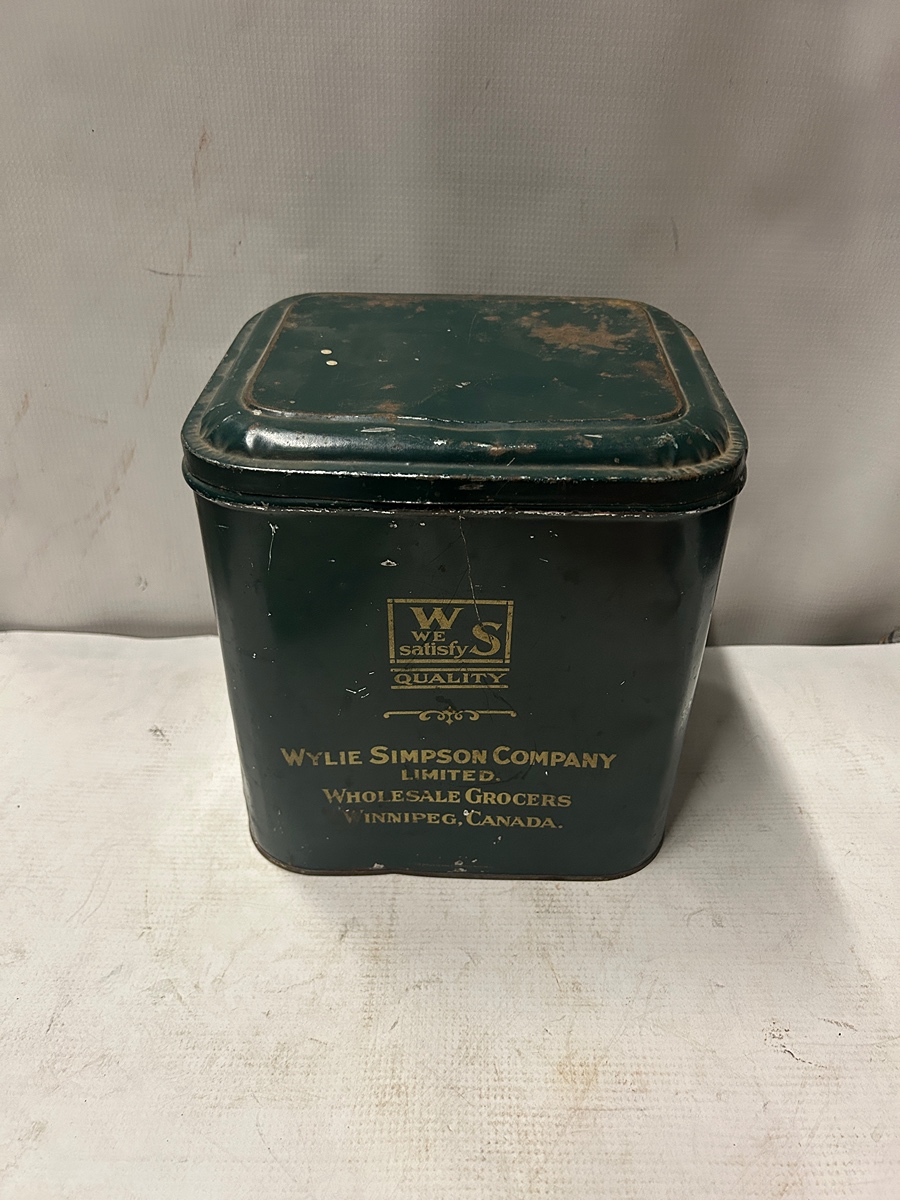 W
WE S
satisfy
QUALITY
WYLIE SIMPSON COMPANY
LIMITED.
WHOLESALE GROCERS
WINNIPEG, CANADA.